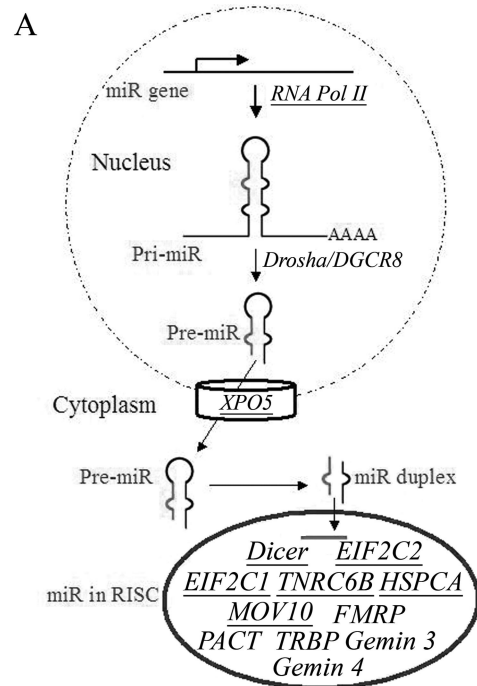 A
miR gene
RNA Pol II
Nucleus
AAAA
Pri-miR
Drosha/DGCR8
Pre-miR
XPO5
Cytoplasm
Pre-miR
miR duplex
Dicer EIF2C2
EIF2C1 TNRC6B HSPCA
miR in RISC
MOV10 FMRP
PACT TRBP Gemin 3
Gemin 4